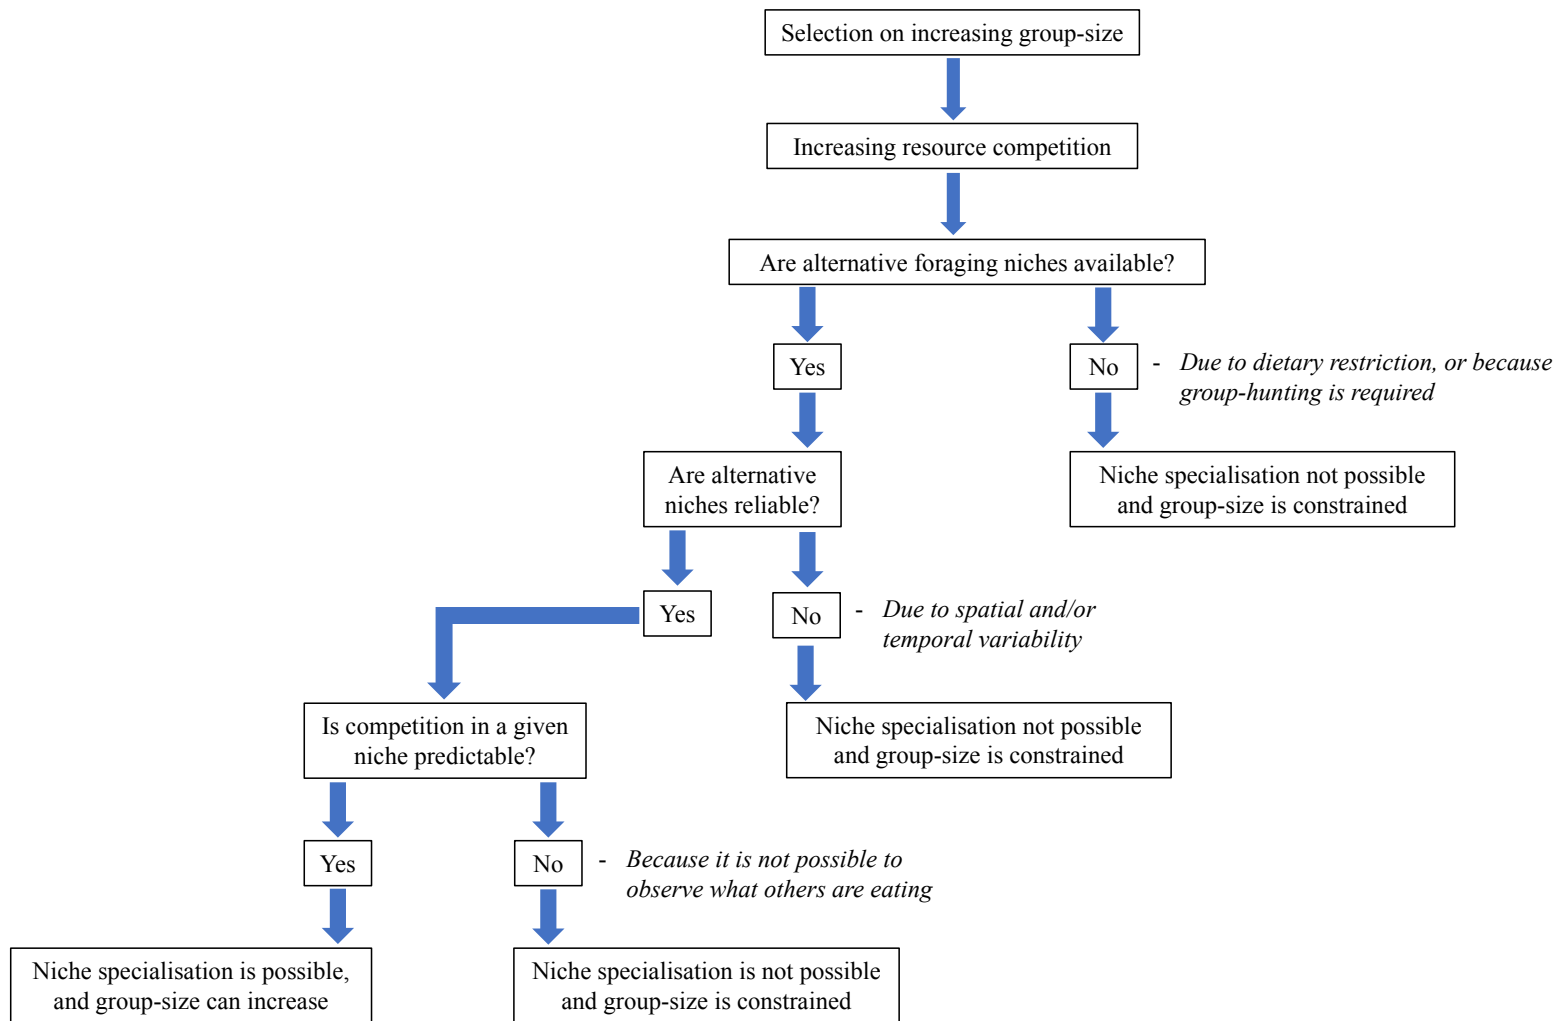 Selection on increasing group-size
Increasing resource competition
Are alternative foraging niches available?
Yes
No
- Due to dietary restriction, or because
group-hunting is required
Are alternative
niches reliable?
Niche specialisation not possible
and group-size is constrained
Yes
No
- Due to spatial and/or
temporal variability
Is competition in a given
niche predictable?
Niche specialisation not possible
and group-size is constrained
Yes
No
- Because it is not possible to
observe what others are eating
Niche specialisation is possible,
and group-size can increase
Niche specialisation is not possible
and group-size is constrained